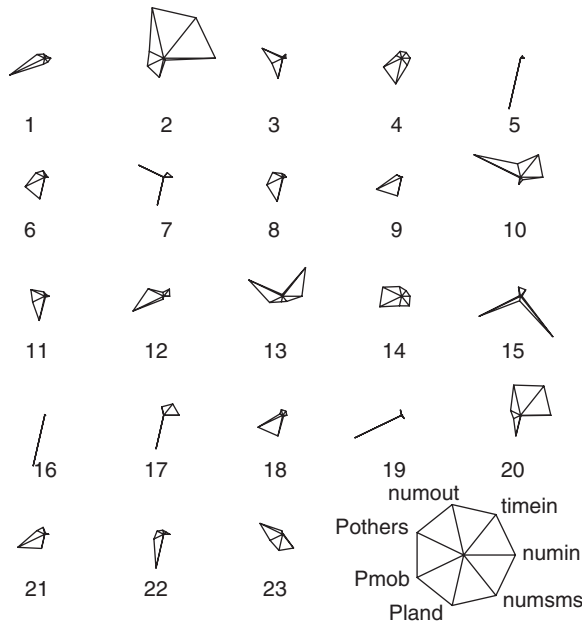 1 2 3 4 5
6 7 8 9 10
11 12 13 14 15
16 17 18 19 20
numout
timein
Pothers
numin
Pmob
numsms
Pland
21 22 23